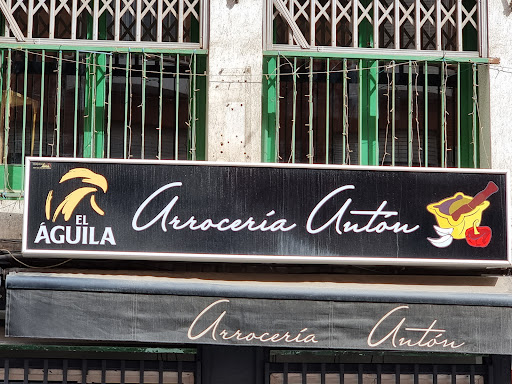 EL
ÁGUILA
Arrocería Antón
Arrocería Antón